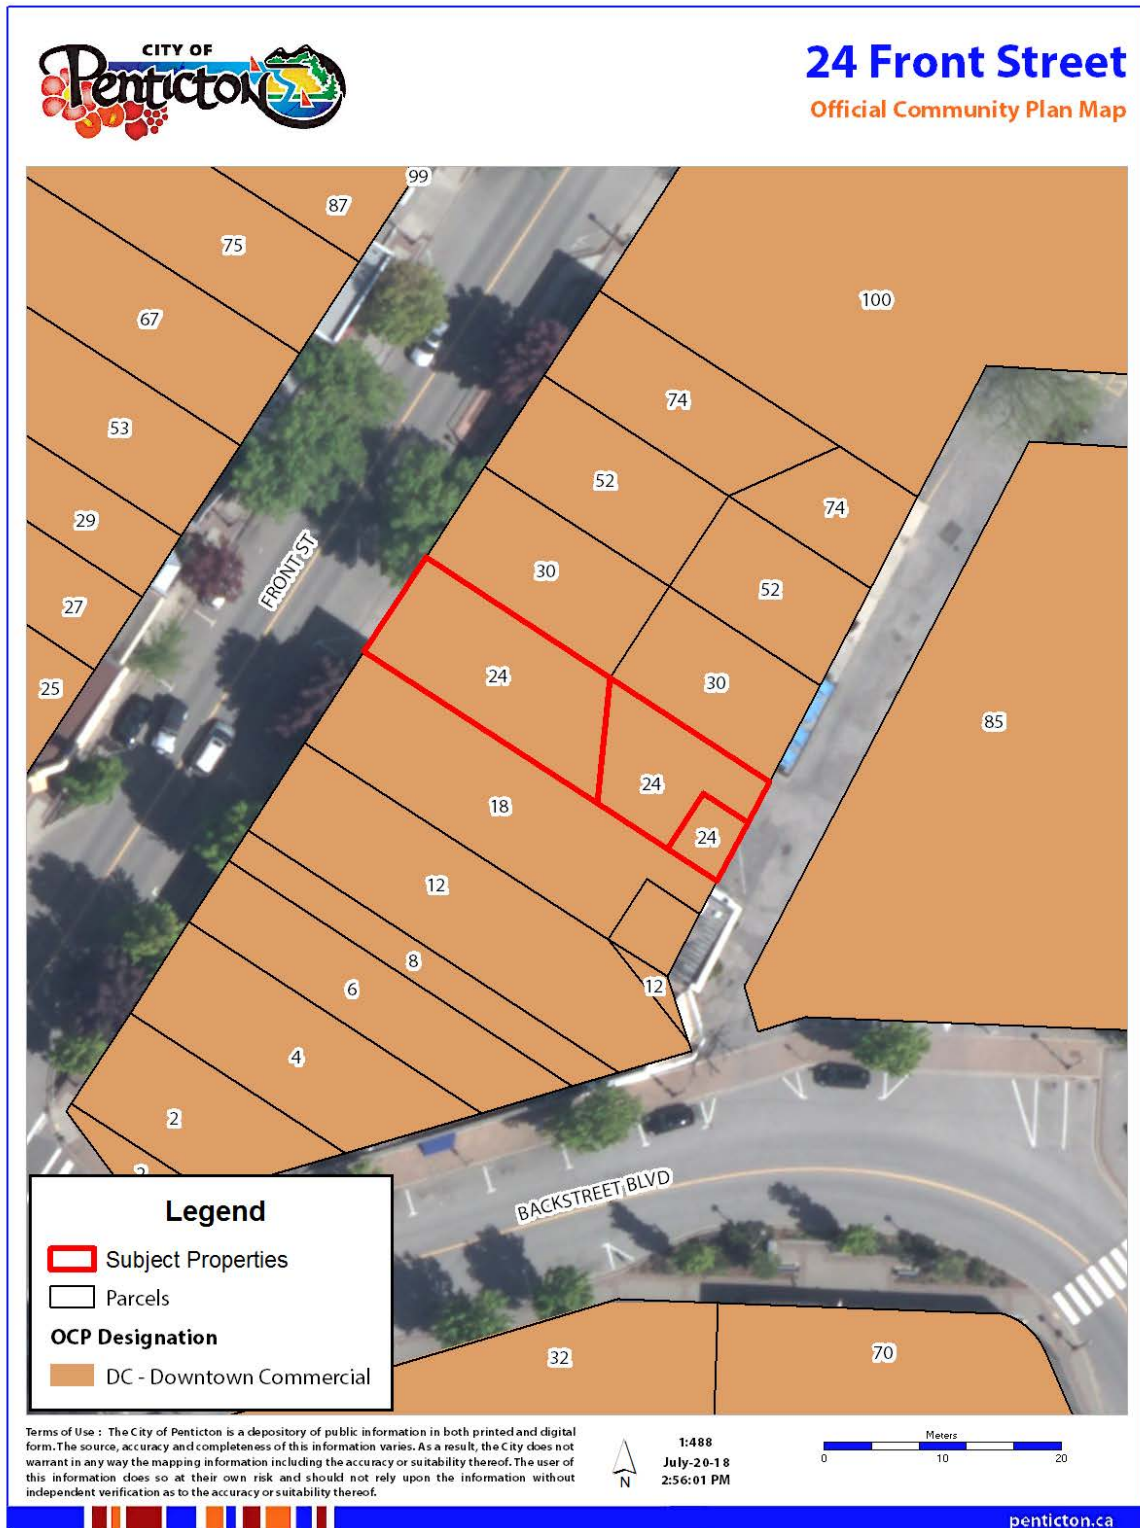 CITY OF
Penticton
24 Front Street
Official Community Plan Map
99
87
75
67
100
53
74
52
74
29
30
52
27
FRONT ST
24
30
25
85
24
18
24
12
8
12
6
4
2
2
BACKSTREET BLVD
32
70
Legend
Subject Properties
Parcels
OCP Designation
DC - Downtown Commercial
Terms of Use : The City of Penticton is a depository of public information in both printed and digital
form. The source, accuracy and completeness of this information varies. As a result, the City does not
warrant in any way the mapping information including the accuracy or suitability thereof. The user of
this information does so at their own risk and should not rely upon the information without
independent verification as to the accuracy or suitability thereof.
N
1:488
July-20-18
2:56:01 PM
Meters
0 10 20
penticton.ca